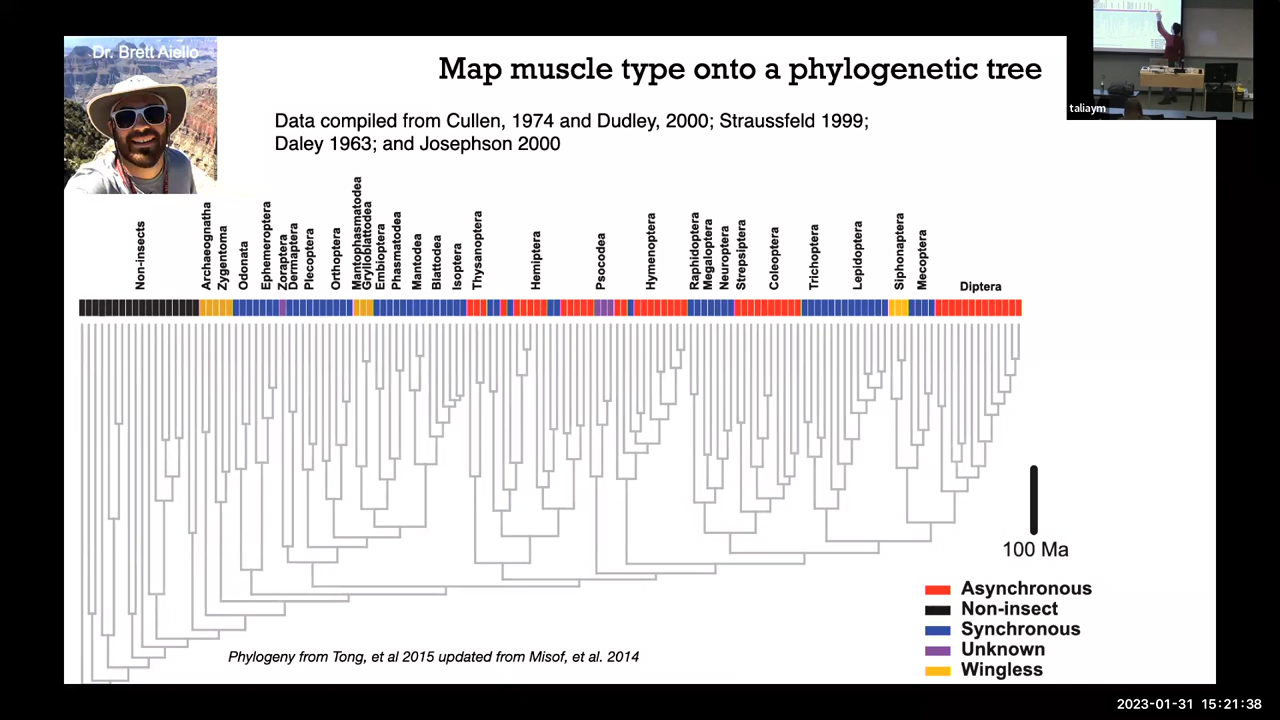 Dr. Brett Aiello
Map muscle type onto a phylogenetic tree
taliaym
Data compiled from Cullen, 1974 and Dudley, 2000; Straussfeld 1999;
Daley 1963; and Josephson 2000
Non-insects
Archaeognatha
Zygentoma
Odonata
Ephemeroptera
Zoraptera
Dermaptera
Plecoptera
Orthoptera
Mantophasmatodea
Grylloblattodea
Embioptera
Phasmatodea
Mantodea
Blattodea
Isoptera
Thysanoptera
Hemiptera
Psocodea
Hymenoptera
Raphidioptera
Megaloptera
Neuroptera
Strepsiptera
Coleoptera
Trichoptera
Lepidoptera
Siphonaptera
Mecoptera
Diptera
100 Ma
Asynchronous
Non-insect
Synchronous
Unknown
Wingless
Phylogeny from Tong, et al 2015 updated from Misof, et al. 2014
2023-01-31 15:21:38